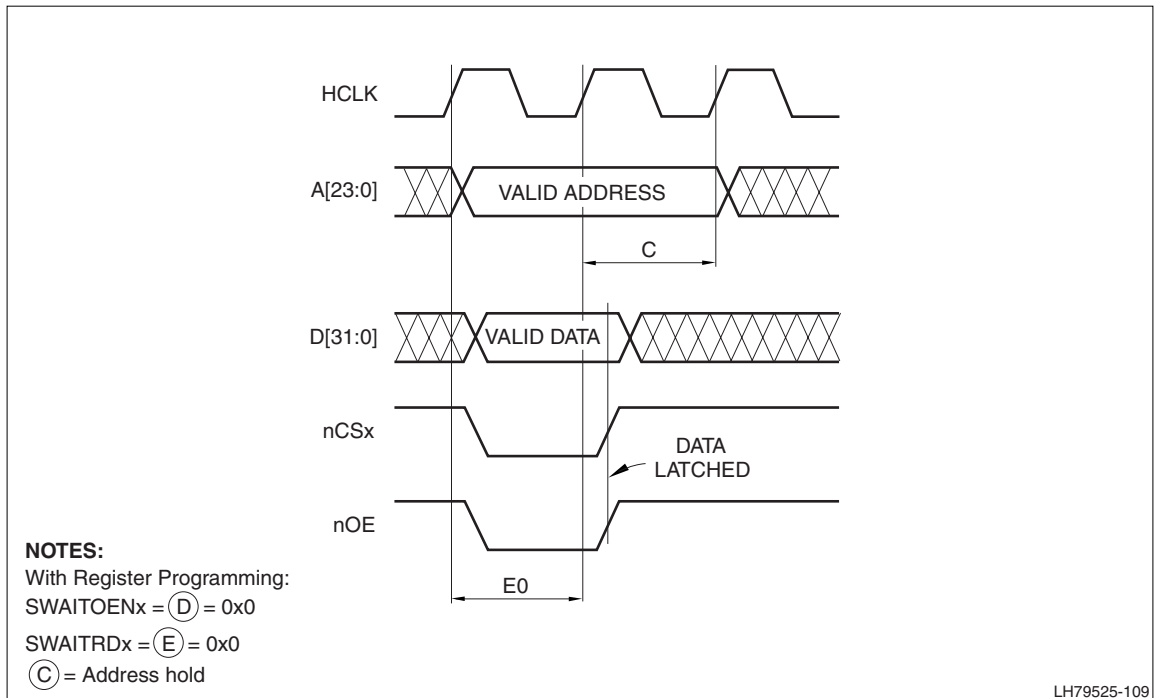 HCLK
A[23:0]
VALID ADDRESS
C
D[31:0]
VALID DATA
nCSx
DATA
LATCHED
nOE
E0
NOTES:
With Register Programming:
SWAITOENx = D = 0x0
SWAITRDx = E = 0x0
C = Address hold
LH79525-109